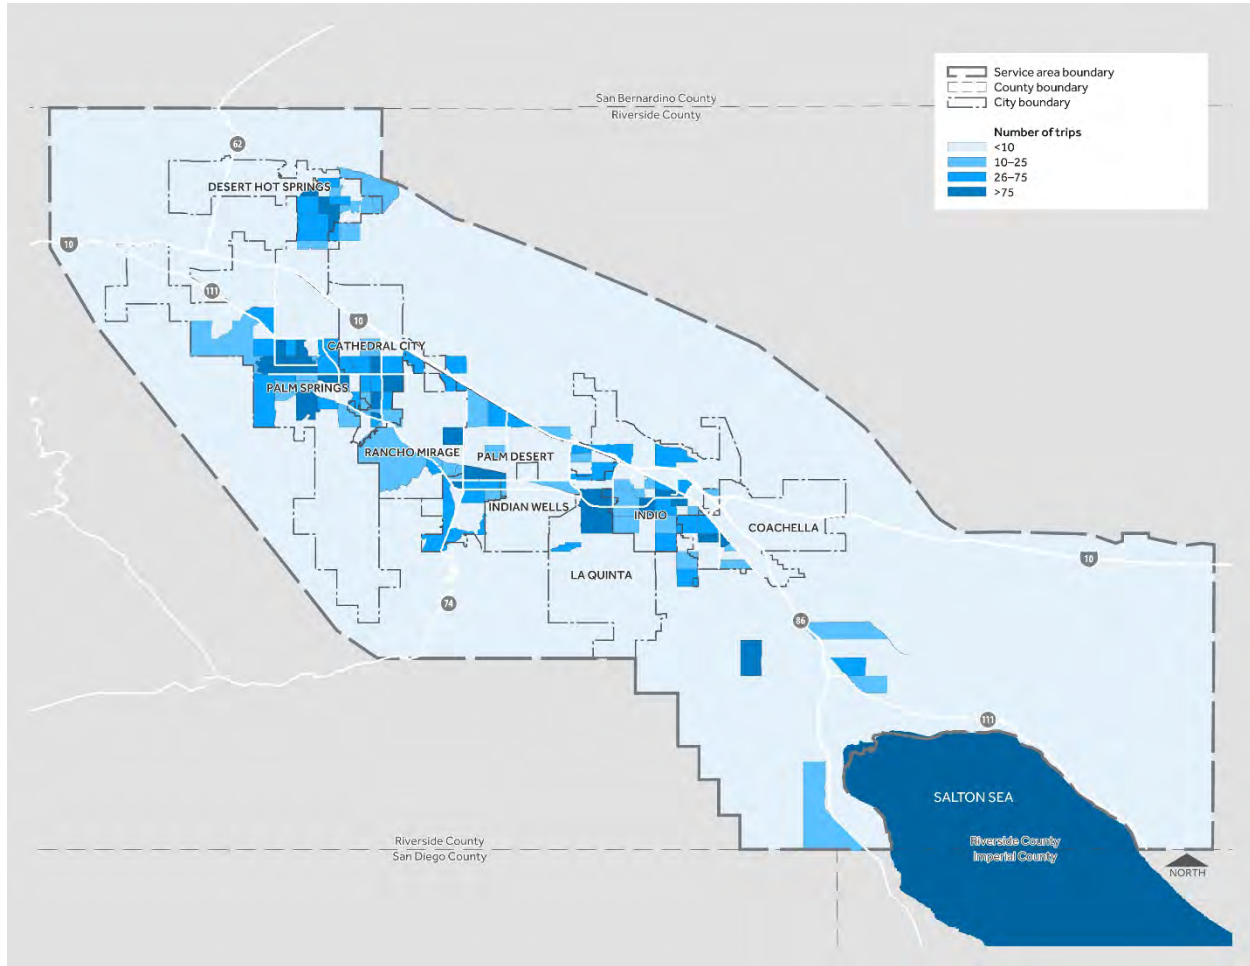 Service area boundary
County boundary
City boundary
Number of trips
<10
10–25
26–75
>75
San Bernardino County
Riverside County
62
DESERT HOT SPRINGS
10
111
10
CATHEDRAL CITY
PALM SPRINGS
RANCHO MIRAGE
PALM DESERT
INDIAN WELLS
INDIO
COACHELLA
10
LA QUINTA
74
86
111
SALTON SEA
Riverside County
San Diego County
Riverside County
Imperial County
NORTH